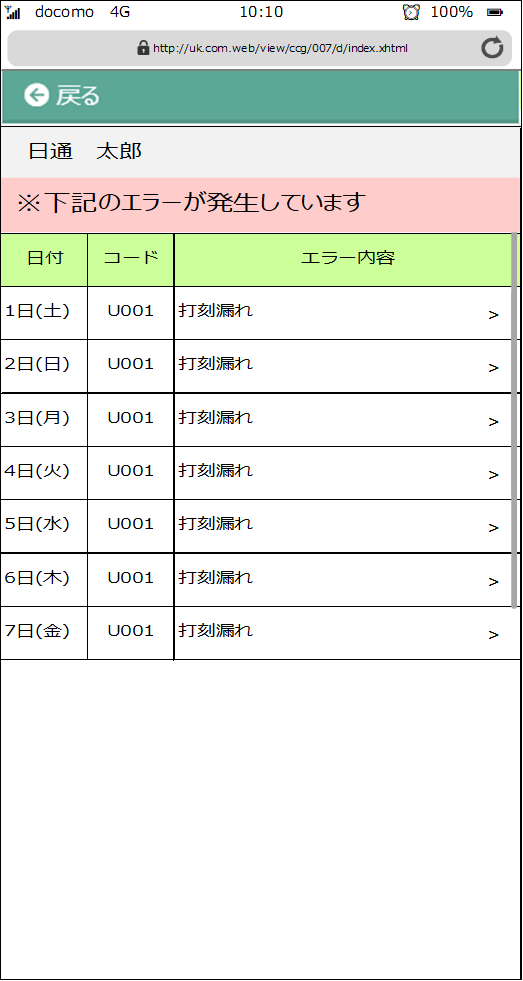 docomo 4G 10:10 100%
http://uk.com.web/view/ccg/007/d/index.xhtml
戻る
日通　太郎
※下記のエラーが発生しています
日付 コード エラー内容
1日(土) U001 打刻漏れ >
2日(日) U001 打刻漏れ >
3日(月) U001 打刻漏れ >
4日(火) U001 打刻漏れ >
5日(水) U001 打刻漏れ >
6日(木) U001 打刻漏れ >
7日(金) U001 打刻漏れ >